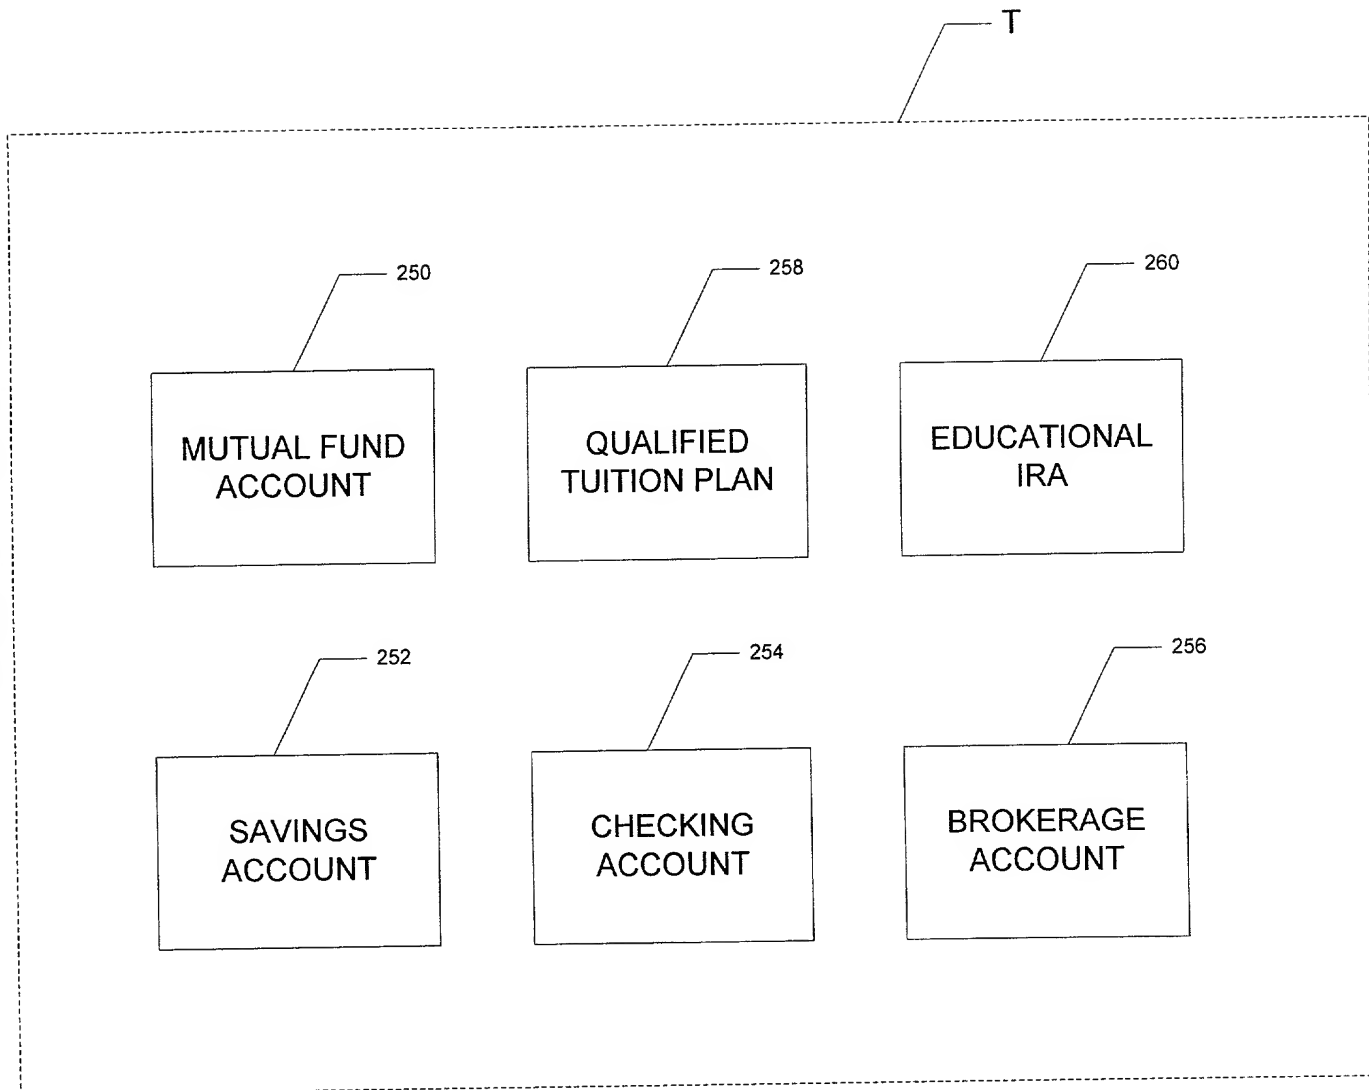 T
250
258
260
MUTUAL FUND
ACCOUNT
QUALIFIED
TUITION PLAN
EDUCATIONAL
IRA
252
254
256
SAVINGS
ACCOUNT
CHECKING
ACCOUNT
BROKERAGE
ACCOUNT